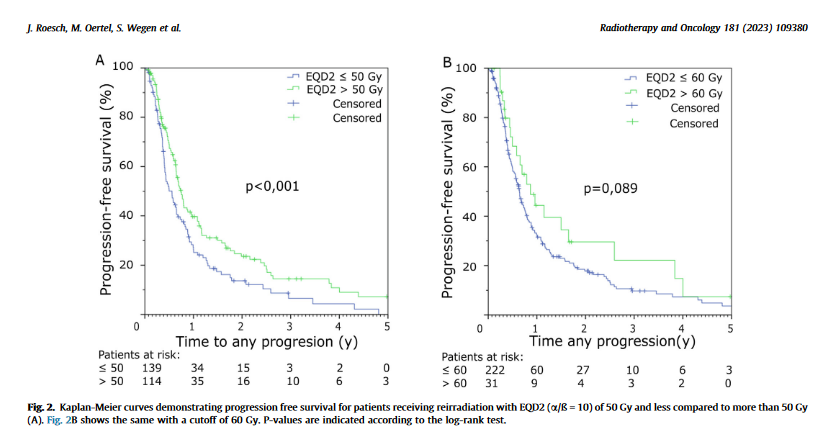 J. Roesch, M. Oertel, S. Wegen et al.
Radiotherapy and Oncology 181 (2023) 109380
A
100
80
60
40
20
Progression-free survival (%)
EQD2 ≤ 50 Gy
EQD2 > 50 Gy
Censored
Censored
p<0,001
0 1 2 3 4 5
Time to any progresion (y)
Patients at risk:
≤ 50 139 34 15 3 2 0
> 50 114 35 16 10 6 3
B
100
80
60
40
20
Progression-free survival (%)
EQD2 ≤ 60 Gy
EQD2 > 60 Gy
Censored
Censored
p=0,089
0 1 2 3 4 5
Time to any progression(y)
Patients at risk:
≤ 60 222 60 27 10 6 3
> 60 31 9 4 3 2 0
Fig. 2. Kaplan-Meier curves demonstrating progression free survival for patients receiving reirradiation with EQD2 (α/ß = 10) of 50 Gy and less compared to more than 50 Gy
(A). Fig. 2B shows the same with a cutoff of 60 Gy. P-values are indicated according to the log-rank test.